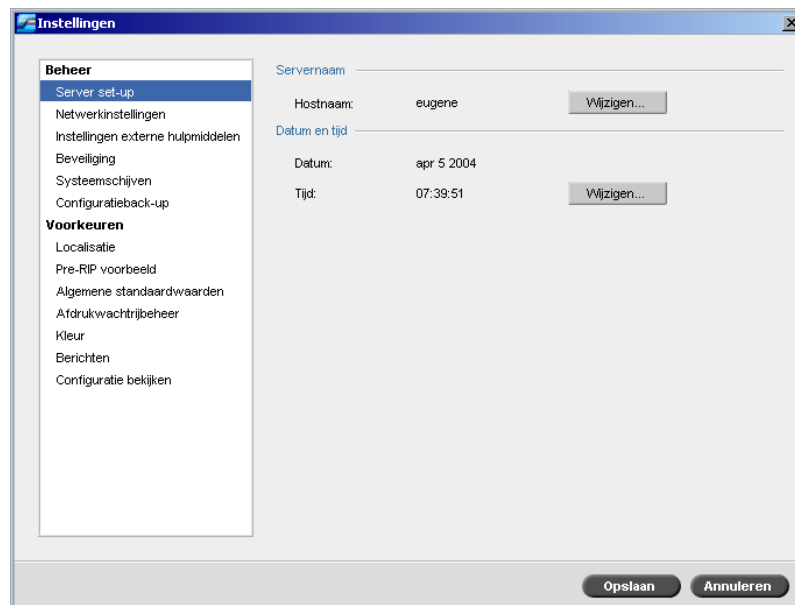 Instellingen
Beheer
Server set-up
Netwerkinstellingen
Instellingen externe hulpmiddelen
Beveiliging
Systeemschijven
Configuratieback-up
Voorkeuren
Localisatie
Pre-RIP voorbeeld
Algemene standaardwaarden
Afdrukwachtrijbeheer
Kleur
Berichten
Configuratie bekijken
Servernaam
Hostnaam: eugene Wijzigen...
Datum en tijd
Datum: apr 5 2004
Tijd: 07:39:51 Wijzigen...
Opslaan Annuleren